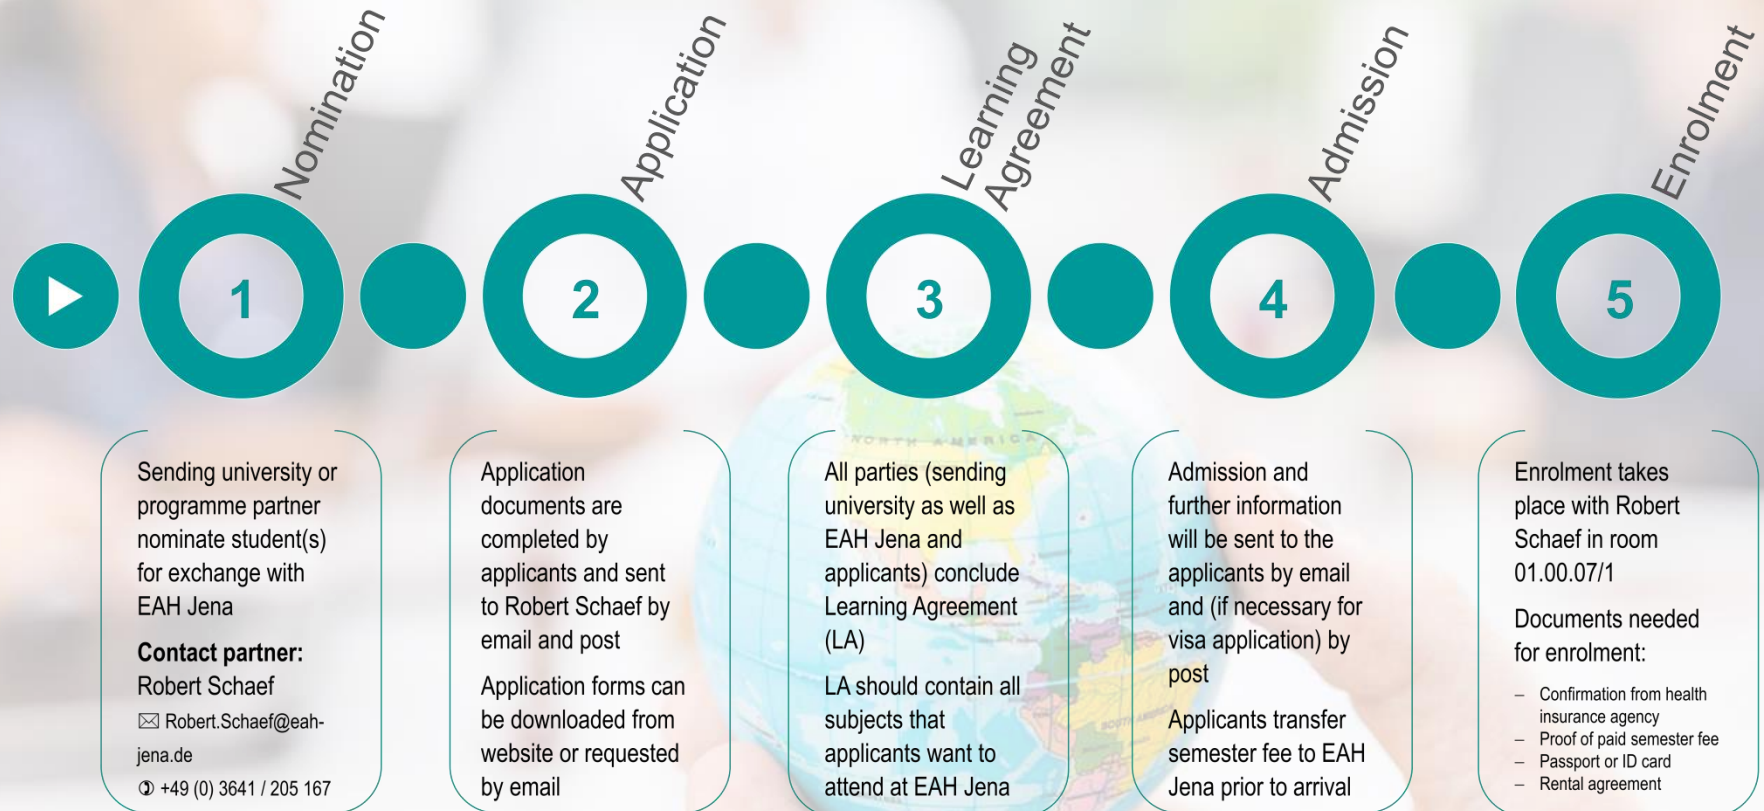 Nomination
Application
Learning
Agreement
Admission
Enrolment
1
2
3
4
5
Sending university or
programme partner
nominate student(s)
for exchange with
EAH Jena
Contact partner:
Robert Schaef
✉ Robert.Schaef@eah-
jena.de
✆ +49 (0) 3641 / 205 167
Application
documents are
completed by
applicants and sent
to Robert Schaef by
email and post
Application forms can
be downloaded from
website or requested
by email
All parties (sending
university as well as
EAH Jena and
applicants) conclude
Learning Agreement
(LA)
LA should contain all
subjects that
applicants want to
attend at EAH Jena
Admission and
further information
will be sent to the
applicants by email
and (if necessary for
visa application) by
post
Applicants transfer
semester fee to EAH
Jena prior to arrival
Enrolment takes
place with Robert
Schaef in room
01.00.07/1
Documents needed
for enrolment:
– Confirmation from health
insurance agency
– Proof of paid semester fee
– Passport or ID card
– Rental agreement
NORTH AMERICA
SOUTH AMERICA